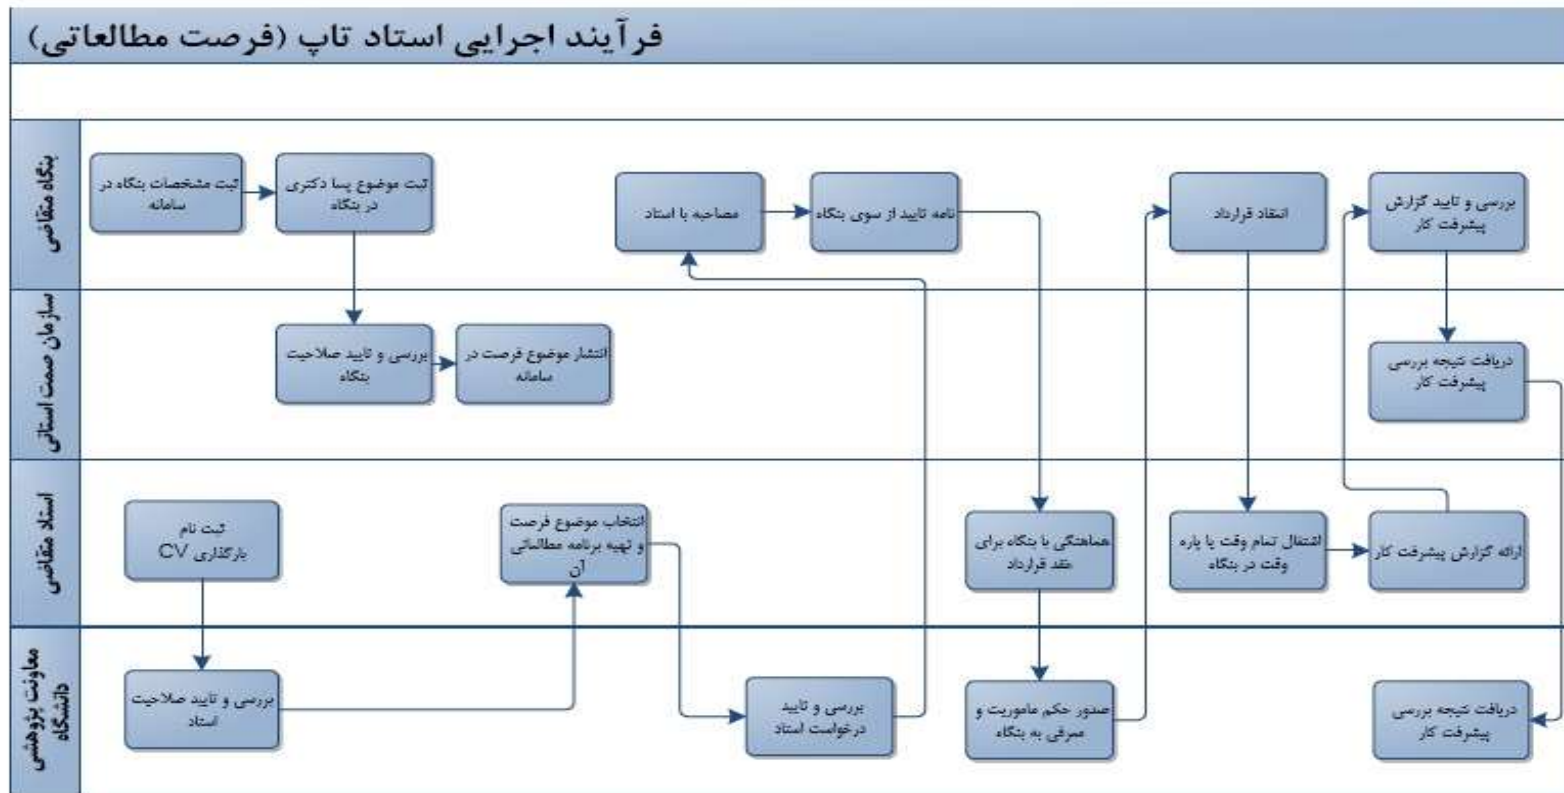 فرآیند اجرایی استاد تاپ (فرصت مطالعاتی)
بنگاه متقاضی
ثبت مشخصات بنگاه در
سامانه
ثبت موضوع پسا دکتری
در بنگاه
مصاحبه با استاد
نامه تایید از سوی بنگاه
انعقاد قرارداد
بررسی و تایید گزارش
پیشرفت کار
سازمان صمت استانی
بررسی و تایید صلاحیت
بنگاه
انتشار موضوع فرصت در
سامانه
دریافت نتیجه بررسی
پیشرفت کار
استاد متقاضی
ثبت نام
بارگذاری CV
انتخاب موضوع فرصت
و تهیه برنامه مطالعاتی
آن
هماهنگی با بنگاه برای
عقد قرارداد
اشتغال تمام وقت یا پاره
وقت در بنگاه
ارائه گزارش پیشرفت کار
معاونت پژوهشی
دانشگاه
بررسی و تایید صلاحیت
استاد
بررسی و تایید
درخواست استاد
صدور حکم ماموریت و
معرفی به بنگاه
دریافت نتیجه بررسی
پیشرفت کار